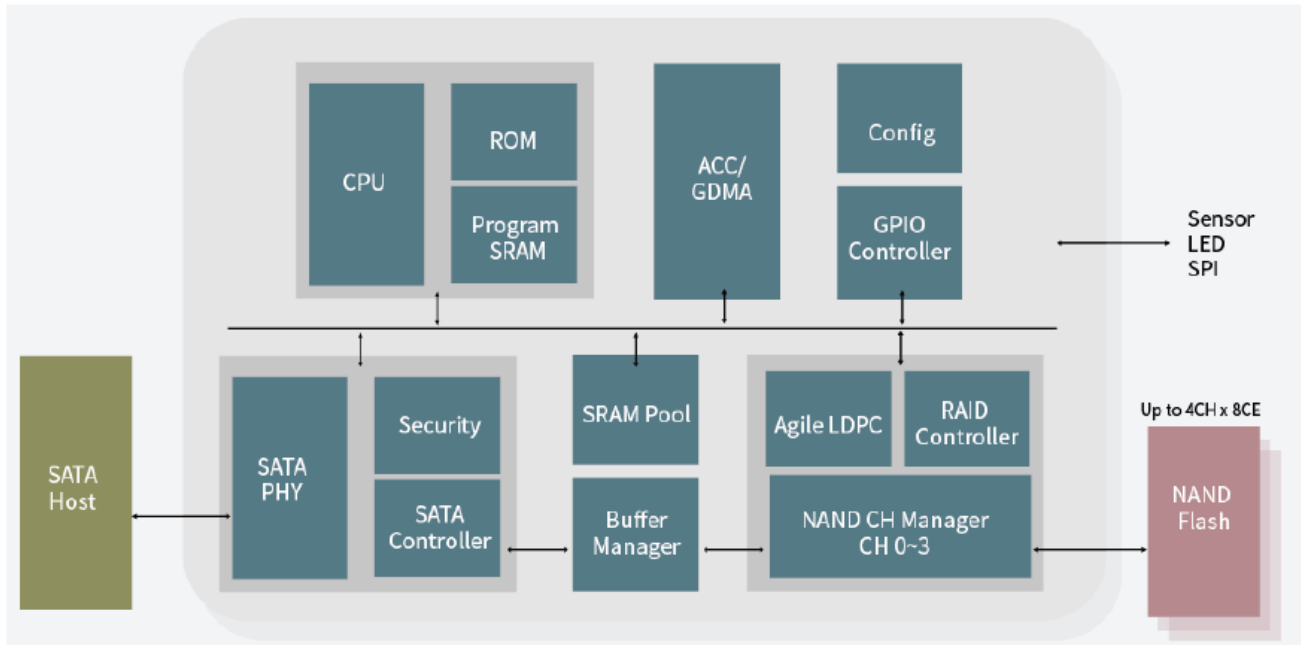 CPU
ROM
Program
SRAM
ACC/
GDMA
Config
GPIO
Controller
Sensor
LED
SPI
SATA
Host
SATA
PHY
Security
SATA
Controller
SRAM Pool
Buffer
Manager
Agile LDPC
RAID
Controller
NAND CH Manager
CH 0~3
Up to 4CH x 8CE
NAND
Flash